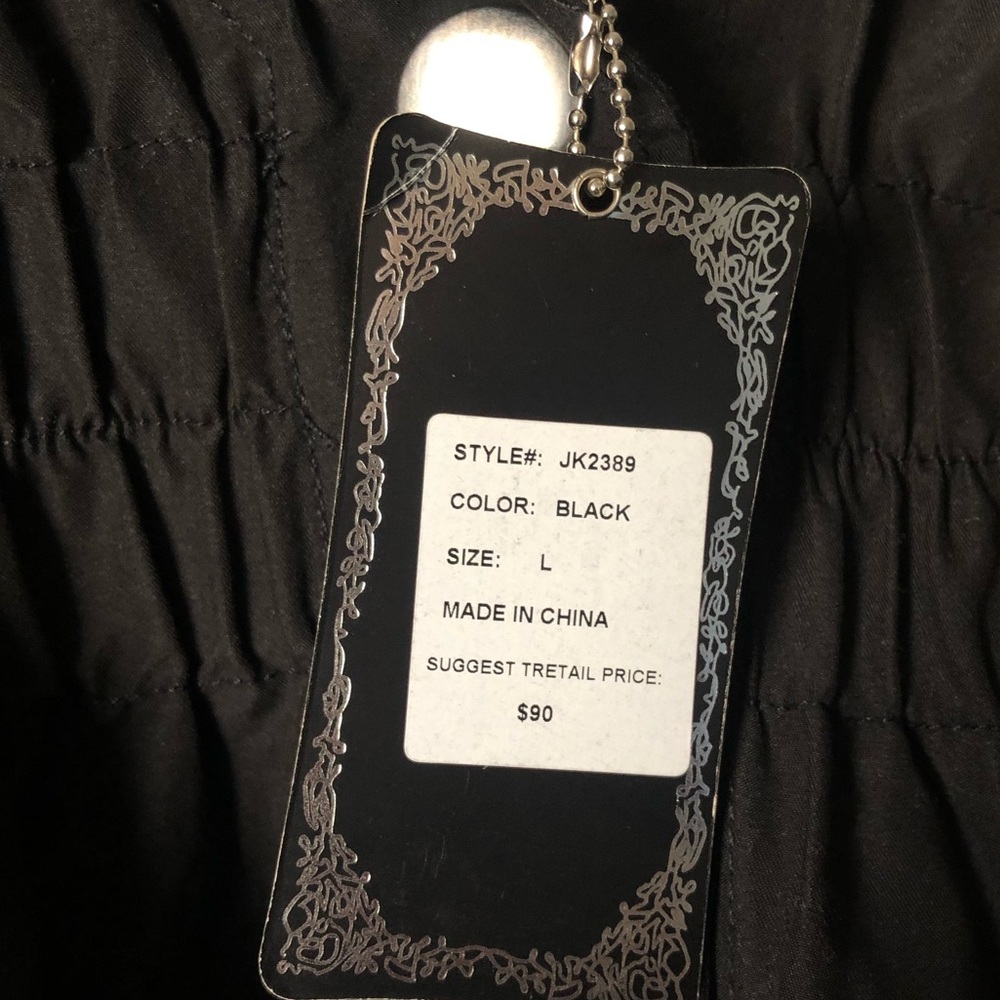 STYLE#: JK2389
COLOR: BLACK
SIZE: L
MADE IN CHINA
SUGGEST TRETAIL PRICE:
$90